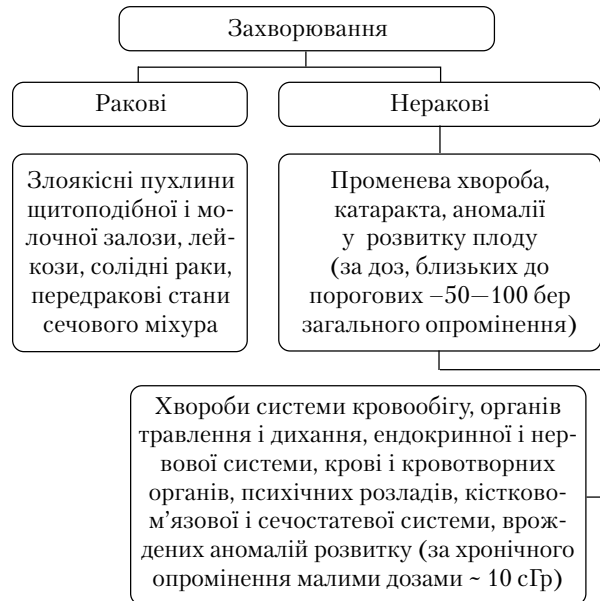 Захворювання
Ракові
Неракові
Злоякісні пухлини
щитоподібної і мо-
лочної залози, лей-
кози, солідні раки,
передракові стани
сечового міхура
Променева хвороба,
катаракта, аномалії
у розвитку плоду
(за доз, близьких до
порогових –50—100 бер
загального опромінення)
Хвороби системи кровообігу, органів
травлення і дихання, ендокринної і нер-
вової системи, крові і кровотворних
органів, психічних розладів, кістково-
м’язової і сечостатевої системи, врож-
дених аномалій розвитку (за хронічного
опромінення малими дозами ~ 10 сГр)